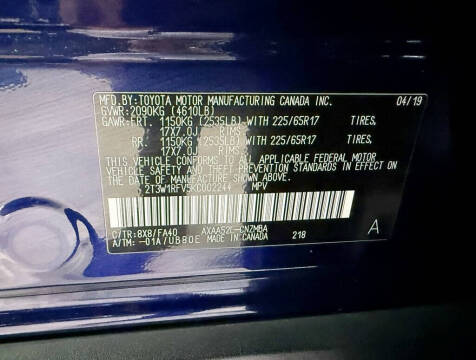 MFD.BY:TOYOTA MOTOR MANUFACTURING CANADA INC. 04/19
GVWR:2090KG (4610LB)
GAWR:FRT. 1150KG (2535LB) WITH 225/65R17 TIRES,
17X7.0J RIMS
RR. 1150KG (2535LB) WITH 225/65R17 TIRES,
17X7.0J RIMS
THIS VEHICLE CONFORMS TO ALL APPLICABLE FEDERAL MOTOR
VEHICLE SAFETY AND THEFT PREVENTION STANDARDS IN EFFECT ON
THE DATE OF MANUFACTURE SHOWN ABOVE.
2T3W1RFV5KC002244 MPV
C/TR:8X8/FA40 AXAA52L-CNZMBA A
A/TM:-01A/UB80E MADE IN CANADA 218